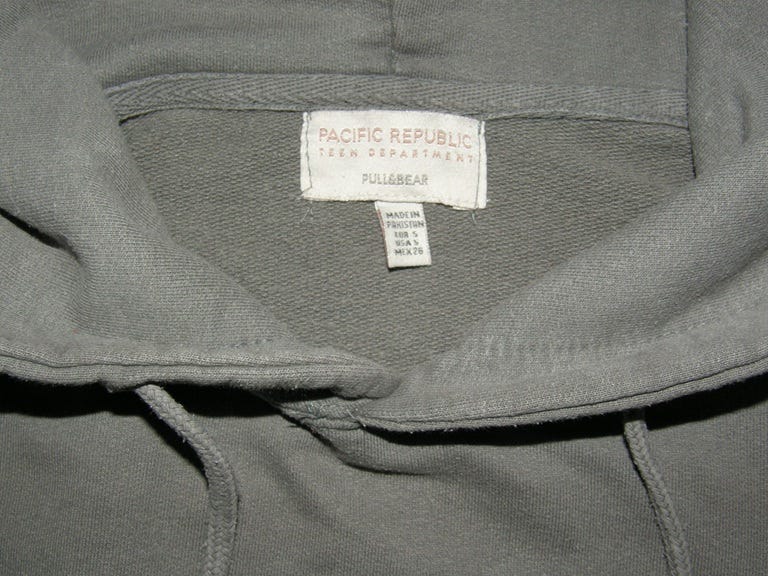 PACIFIC REPUBLIC
TEEN DEPARTMENT
PULL&BEAR
MADE IN
PAKISTAN
EUR S
USA S
MEX 26